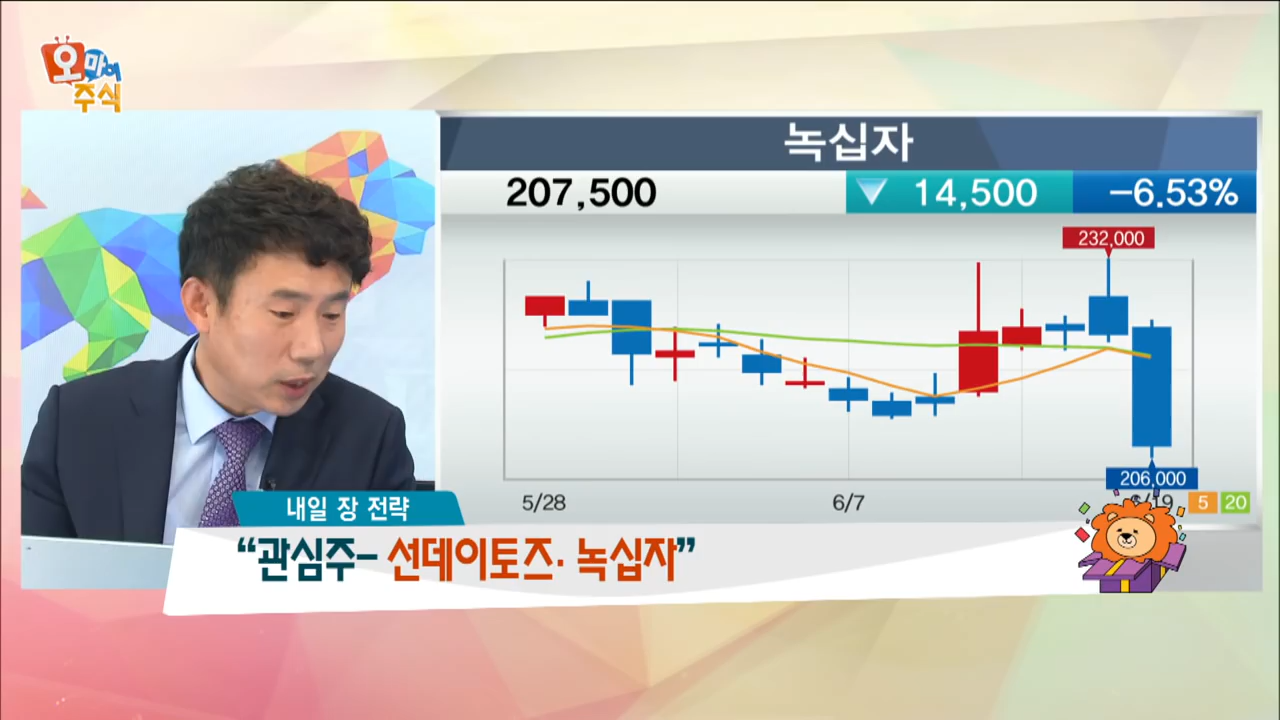 오마이
주식
녹십자
207,500 ▼ 14,500 -6.53%
232,000
206,000
5/28 6/7 6/19 5 20
내일 장 전략
“관심주- 선데이토즈· 녹십자”